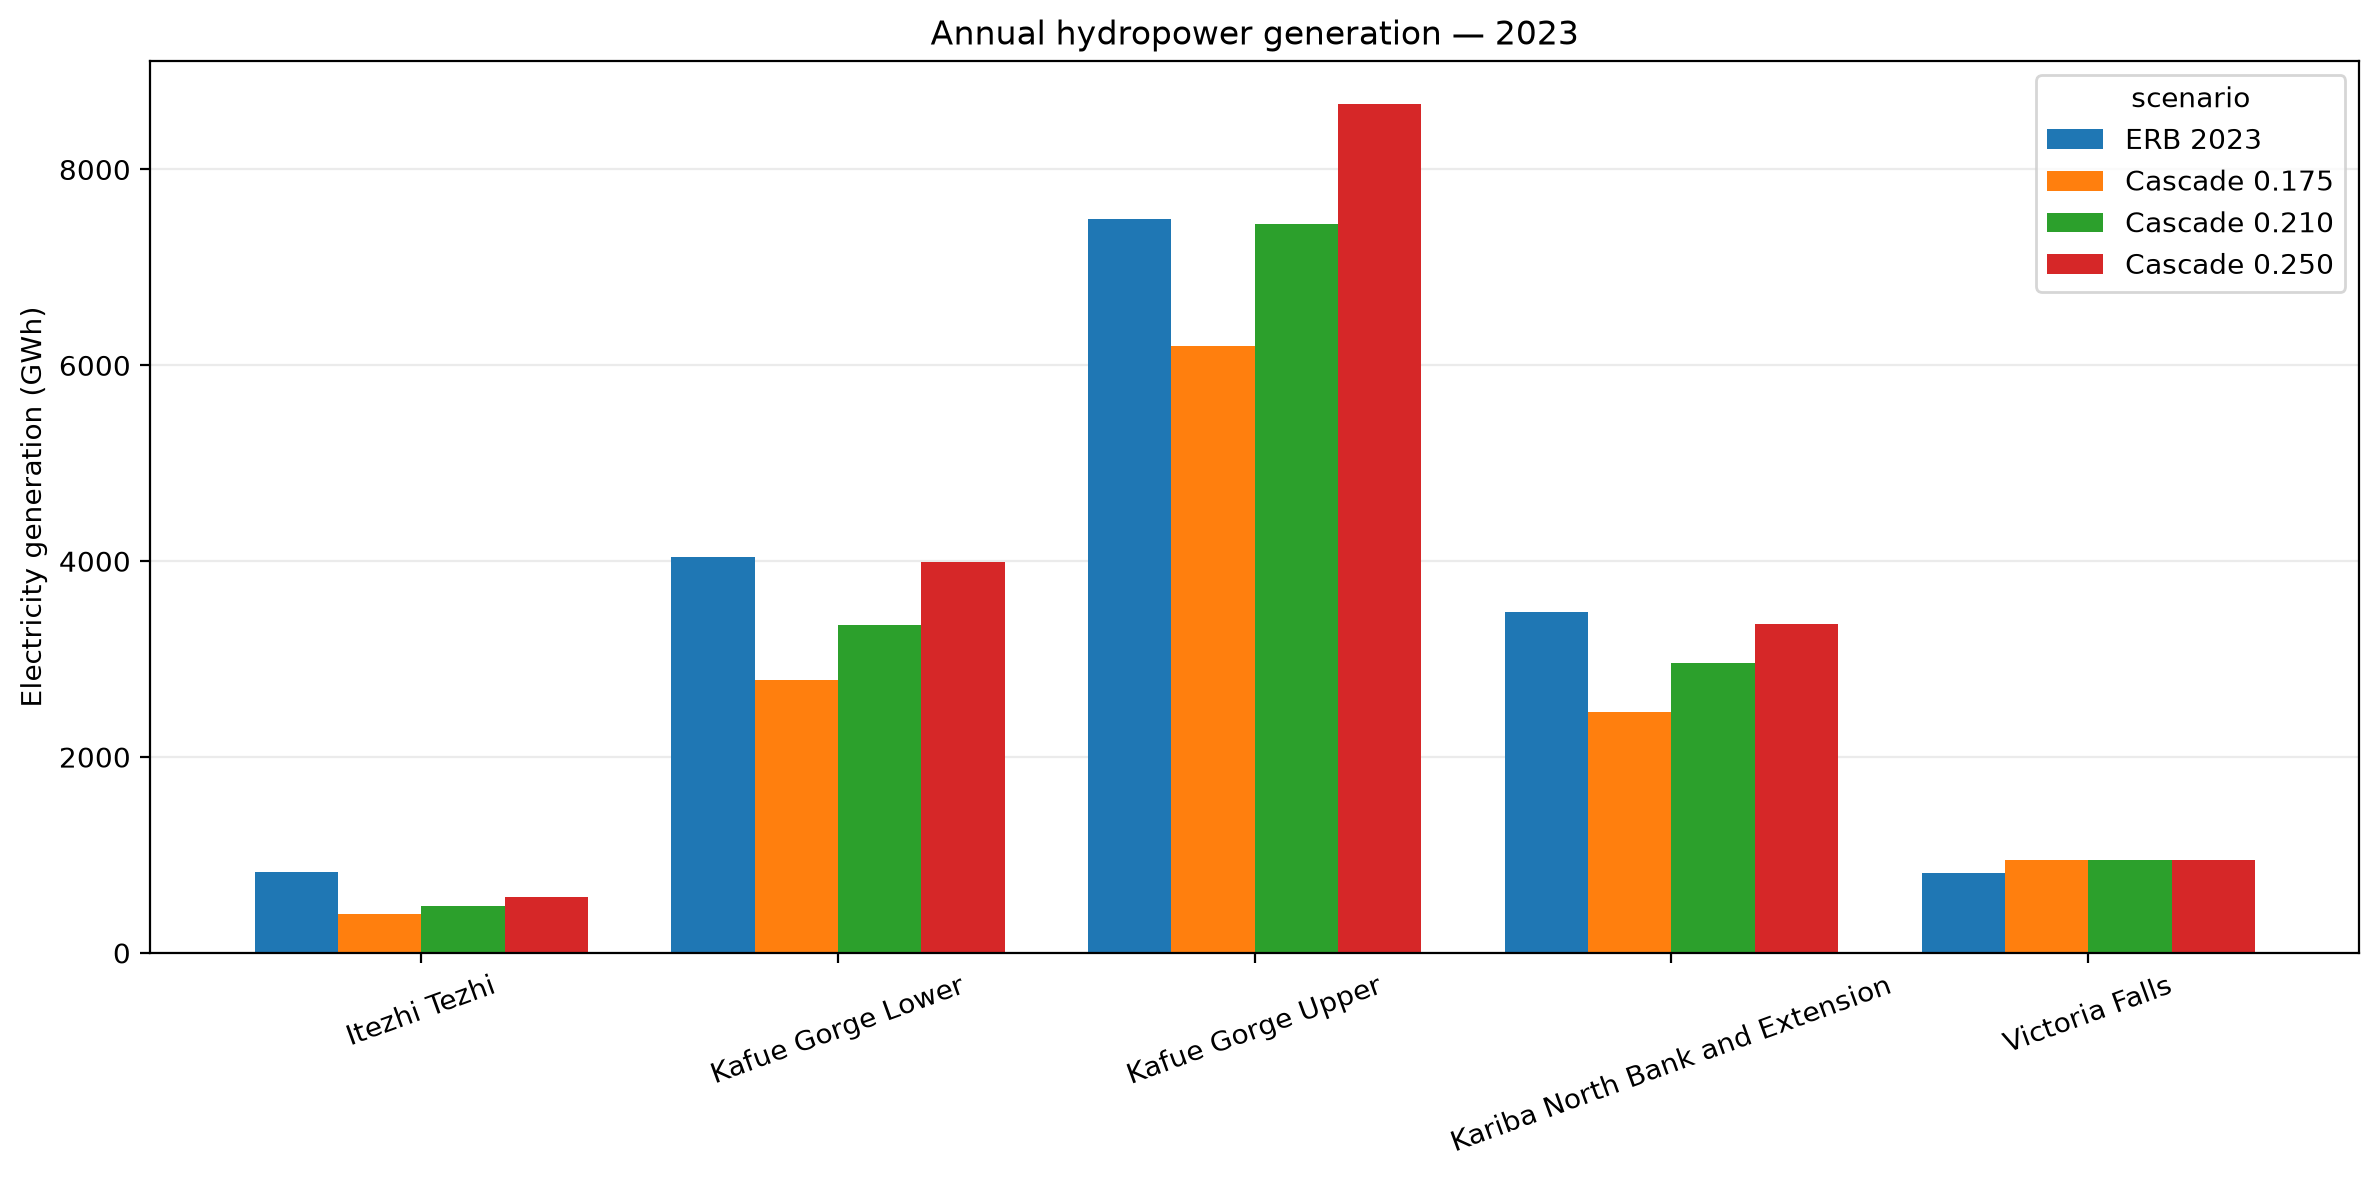 Annual hydropower generation — 2023
scenario
ERB 2023
Cascade 0.175
Cascade 0.210
Cascade 0.250
Electricity generation (GWh)
8000
6000
4000
2000
0
Itezhi Tezhi
Kafue Gorge Lower
Kafue Gorge Upper
Kariba North Bank and Extension
Victoria Falls